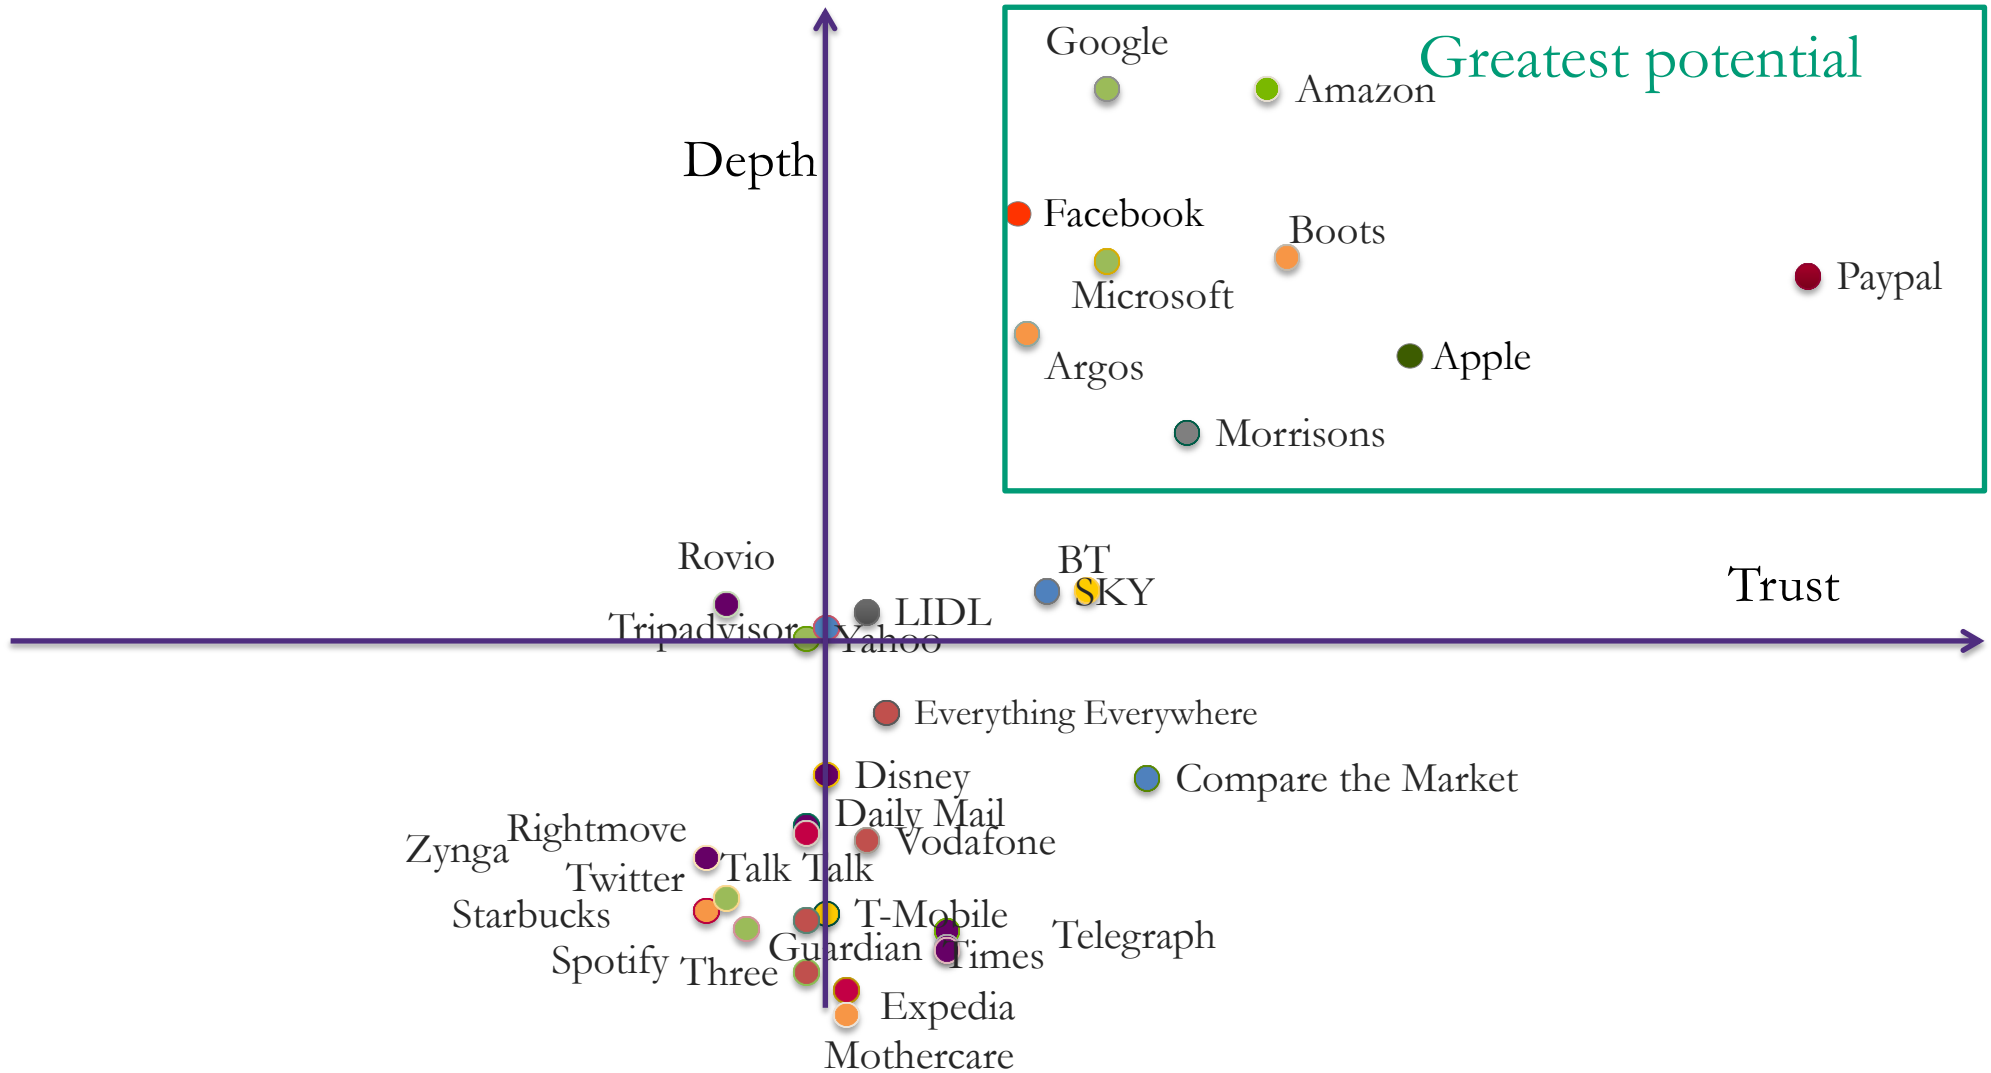 Google
Greatest potential
Amazon
Depth
Facebook
Boots
Microsoft
Paypal
Argos
Apple
Morrisons
Rovio
BT
SKY
Trust
LIDL
Tripadvisor
Yahoo
Everything Everywhere
Disney
Compare the Market
Daily Mail
Rightmove
Vodafone
Zynga
Talk Talk
Twitter
Starbucks
T-Mobile
Telegraph
Guardian
Times
Spotify
Three
Expedia
Mothercare